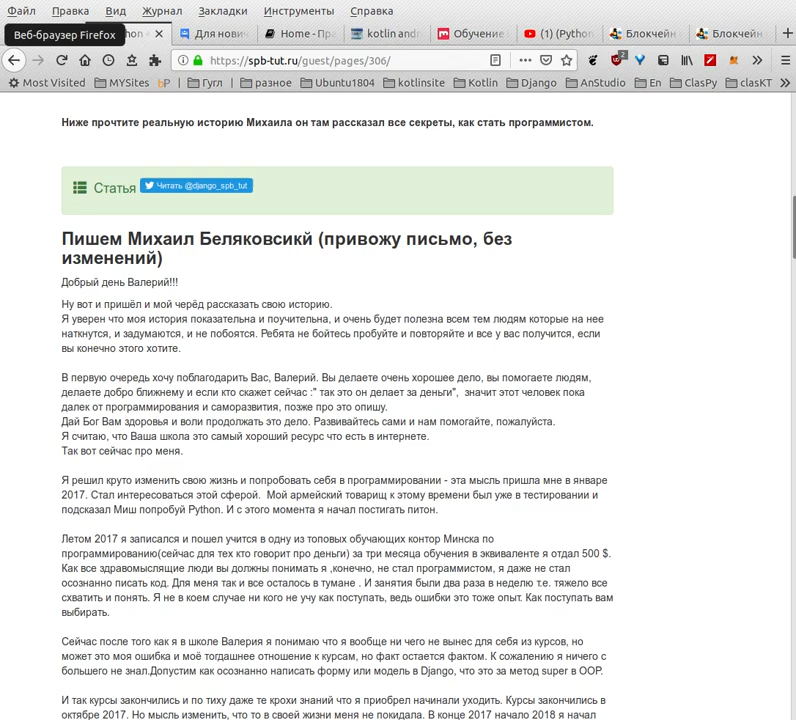 Файл Правка Вид Журнал Закладки Инструменты Справка
Веб-браузер Firefox
Для нович
Home - Пра
kotlin andr
Обучение
(1) (Python
Блокчейн
Блокчейн
https://spb-tut.ru/guest/pages/306/
2
Most Visited MYSites Гугл разное Ubuntu1804 kotlinsite Kotlin Django AnStudio En ClasPy clasKT
Ниже прочтите реальную историю Михаила он там рассказал все секреты, как стать программистом.
Статья Читать @django_spb_tut
Пишем Михаил Беляковсикй (привожу письмо, без
изменений)
Добрый день Валерий!!!
Ну вот и пришёл и мой черёд рассказать свою историю.
Я уверен что моя история показательна и поучительна, и очень будет полезна всем тем людям которые на нее
наткнутся, и задумаются, и не побоятся. Ребята не бойтесь пробуйте и повторяйте и все у вас получится, если
вы конечно этого хотите.
В первую очередь хочу поблагодарить Вас, Валерий. Вы делаете очень хорошее дело, вы помогаете людям,
делаете добро ближнему и если кто скажет сейчас :" так это он делает за деньги", значит этот человек пока
далек от программирования и саморазвития, позже про это опишу.
Дай Бог Вам здоровья и воли продолжать это дело. Развивайтесь сами и нам помогайте, пожалуйста.
Я считаю, что Ваша школа это самый хороший ресурс что есть в интернете.
Так вот сейчас про меня.
Я решил круто изменить свою жизнь и попробовать себя в программировании - эта мысль пришла мне в январе
2017. Стал интересоваться этой сферой. Мой армейский товарищ к этому времени был уже в тестировании и
подсказал Миш попробуй Python. И с этого момента я начал постигать питон.
Летом 2017 я записался и пошел учится в одну из топовых обучающих контор Минска по
программированию(сейчас для тех кто говорит про деньги) за три месяца обучения в эквиваленте я отдал 500 $.
Как все здравомыслящие люди вы должны понимать я ,конечно, не стал программистом, я даже не стал
осознанно писать код. Для меня так и все осталось в тумане . И занятия были два раза в неделю т.е. тяжело все
схватить и понять. Я не в коем случае ни кого не учу как поступать, ведь ошибки это тоже опыт. Как поступать вам
выбирать.
Сейчас после того как я в школе Валерия я понимаю что я вообще ни чего не вынес для себя из курсов, но
может это моя ошибка и моё тогдашнее отношение к курсам, но факт остается фактом. К сожалению я ничего с
большего не знал.Допустим как осознанно написать форму или модель в Django, что это за метод super в ООР.
И так курсы закончились и по тиху даже те крохи знаний что я приобрел начинали уходить. Курсы закончились в
октябре 2017. Но мысль изменить, что то в своей жизни меня не покидала. В конце 2017 начало 2018 я начал